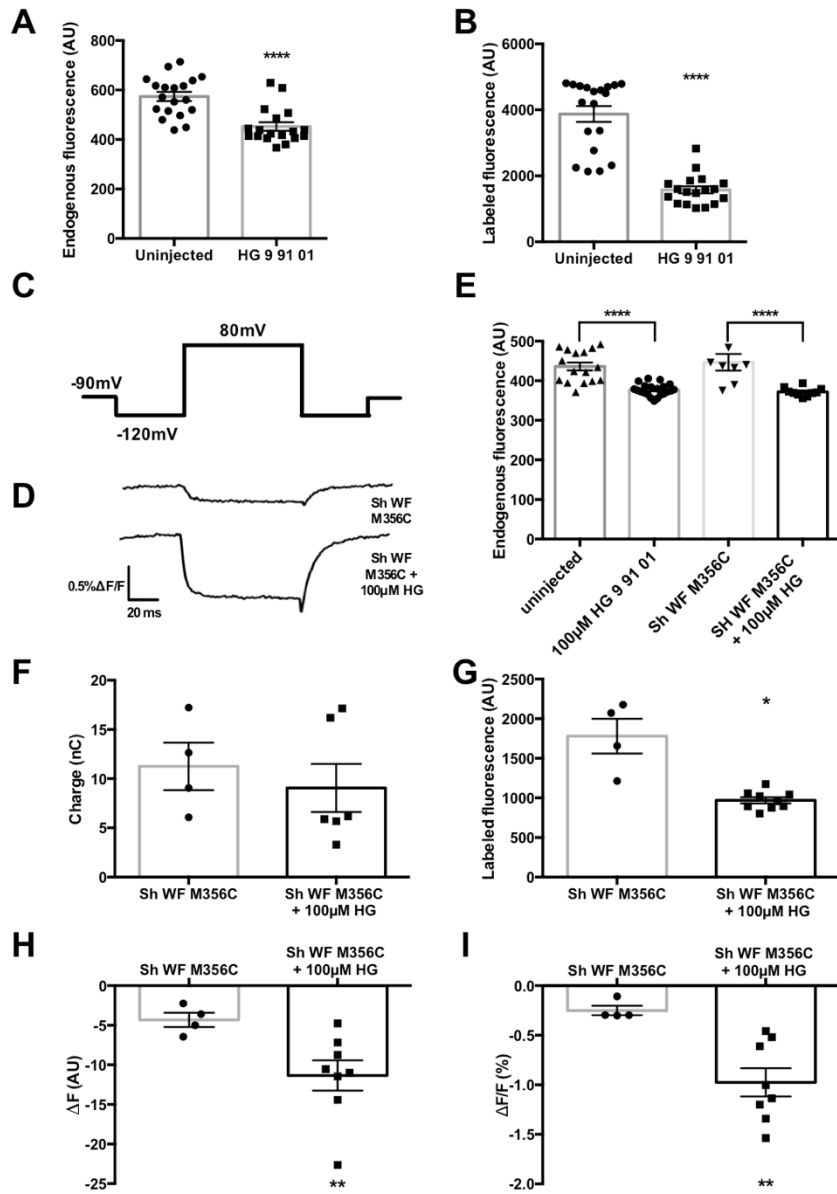 A
Endogenous fluorescence (AU)
800
600
400
200
0
****
Uninjected
HG 9 91 01
B
Labeled fluorescence (AU)
6000
4000
2000
0
****
Uninjected
HG 9 91 01
C
80mV
-90mV
-120mV
D
Sh WF
M356C
Sh WF
M356C +
100µM HG
0.5%ΔF/F
20 ms
E
Endogenous fluorescence (AU)
500
400
300
200
100
0
****
****
uninjected
100µM HG 9 91 01
Sh WF M356C
Sh WF M356C
+ 100µM HG
F
Charge (nC)
20
15
10
5
0
Sh WF M356C
Sh WF M356C
+ 100µM HG
G
Labeled fluorescence (AU)
2500
2000
1500
1000
500
0
*
Sh WF M356C
Sh WF M356C
+ 100µM HG
H
Sh WF M356C
Sh WF M356C
+ 100µM HG
ΔF (AU)
0
-5
-10
-15
-20
-25
**
I
Sh WF M356C
Sh WF M356C
+ 100µM HG
ΔF/F (%)
0.0
-0.5
-1.0
-1.5
-2.0
**